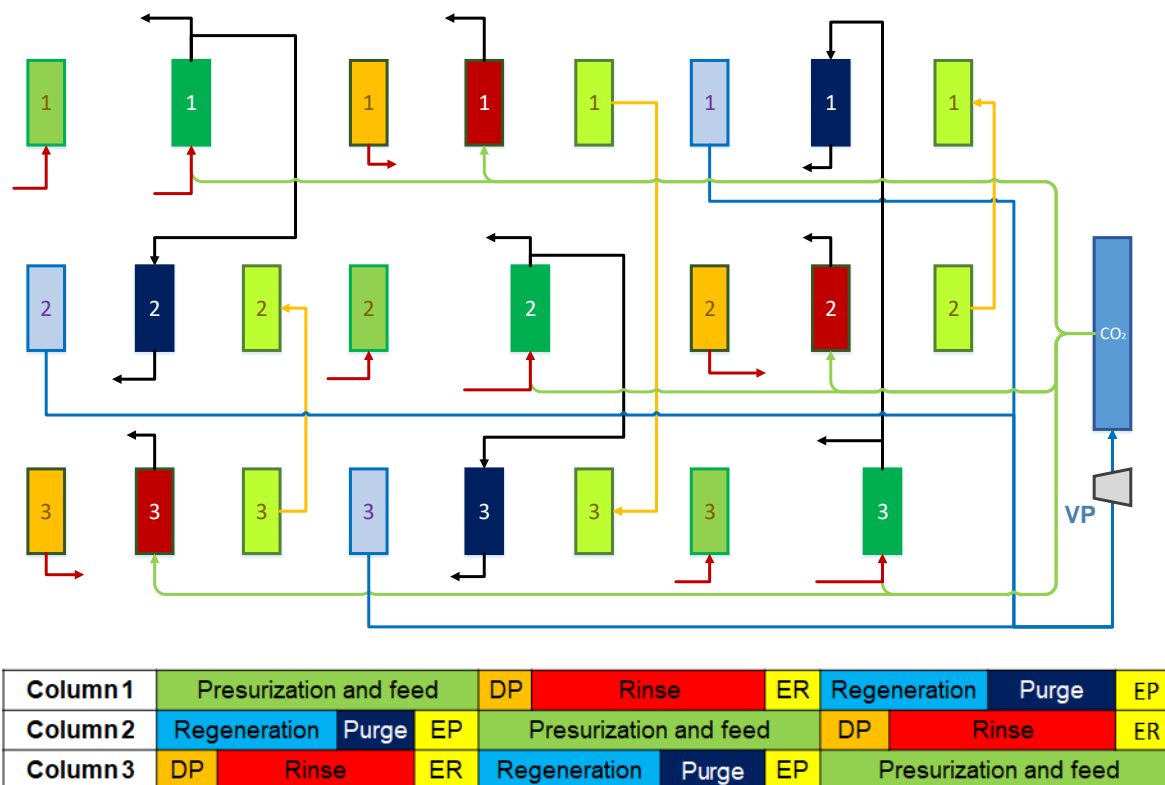 1 1 1 1 1 1 1 1
2 2 2 2 2 2 2 2
CO₂
3 3 3 3 3 3 3 3
VP
Column 1 Presurization and feed DP Rinse ER Regeneration Purge EP
Column 2 Regeneration Purge EP Presurization and feed DP Rinse ER
Column 3 DP Rinse ER Regeneration Purge EP Presurization and feed